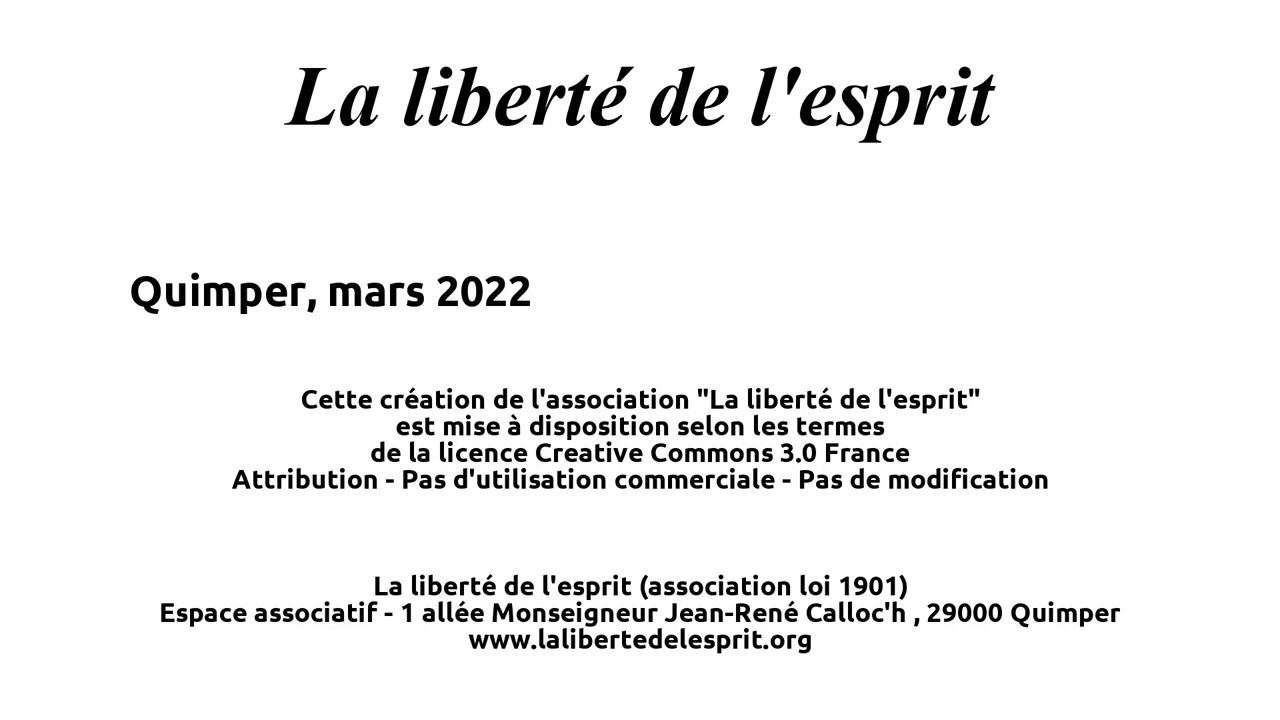 La liberté de l'esprit
Quimper, mars 2022
Cette création de l'association "La liberté de l'esprit"
est mise à disposition selon les termes
de la licence Creative Commons 3.0 France
Attribution - Pas d'utilisation commerciale - Pas de modification
La liberté de l'esprit (association loi 1901)
Espace associatif - 1 allée Monseigneur Jean-René Calloc'h , 29000 Quimper
www.lalibertedelesprit.org